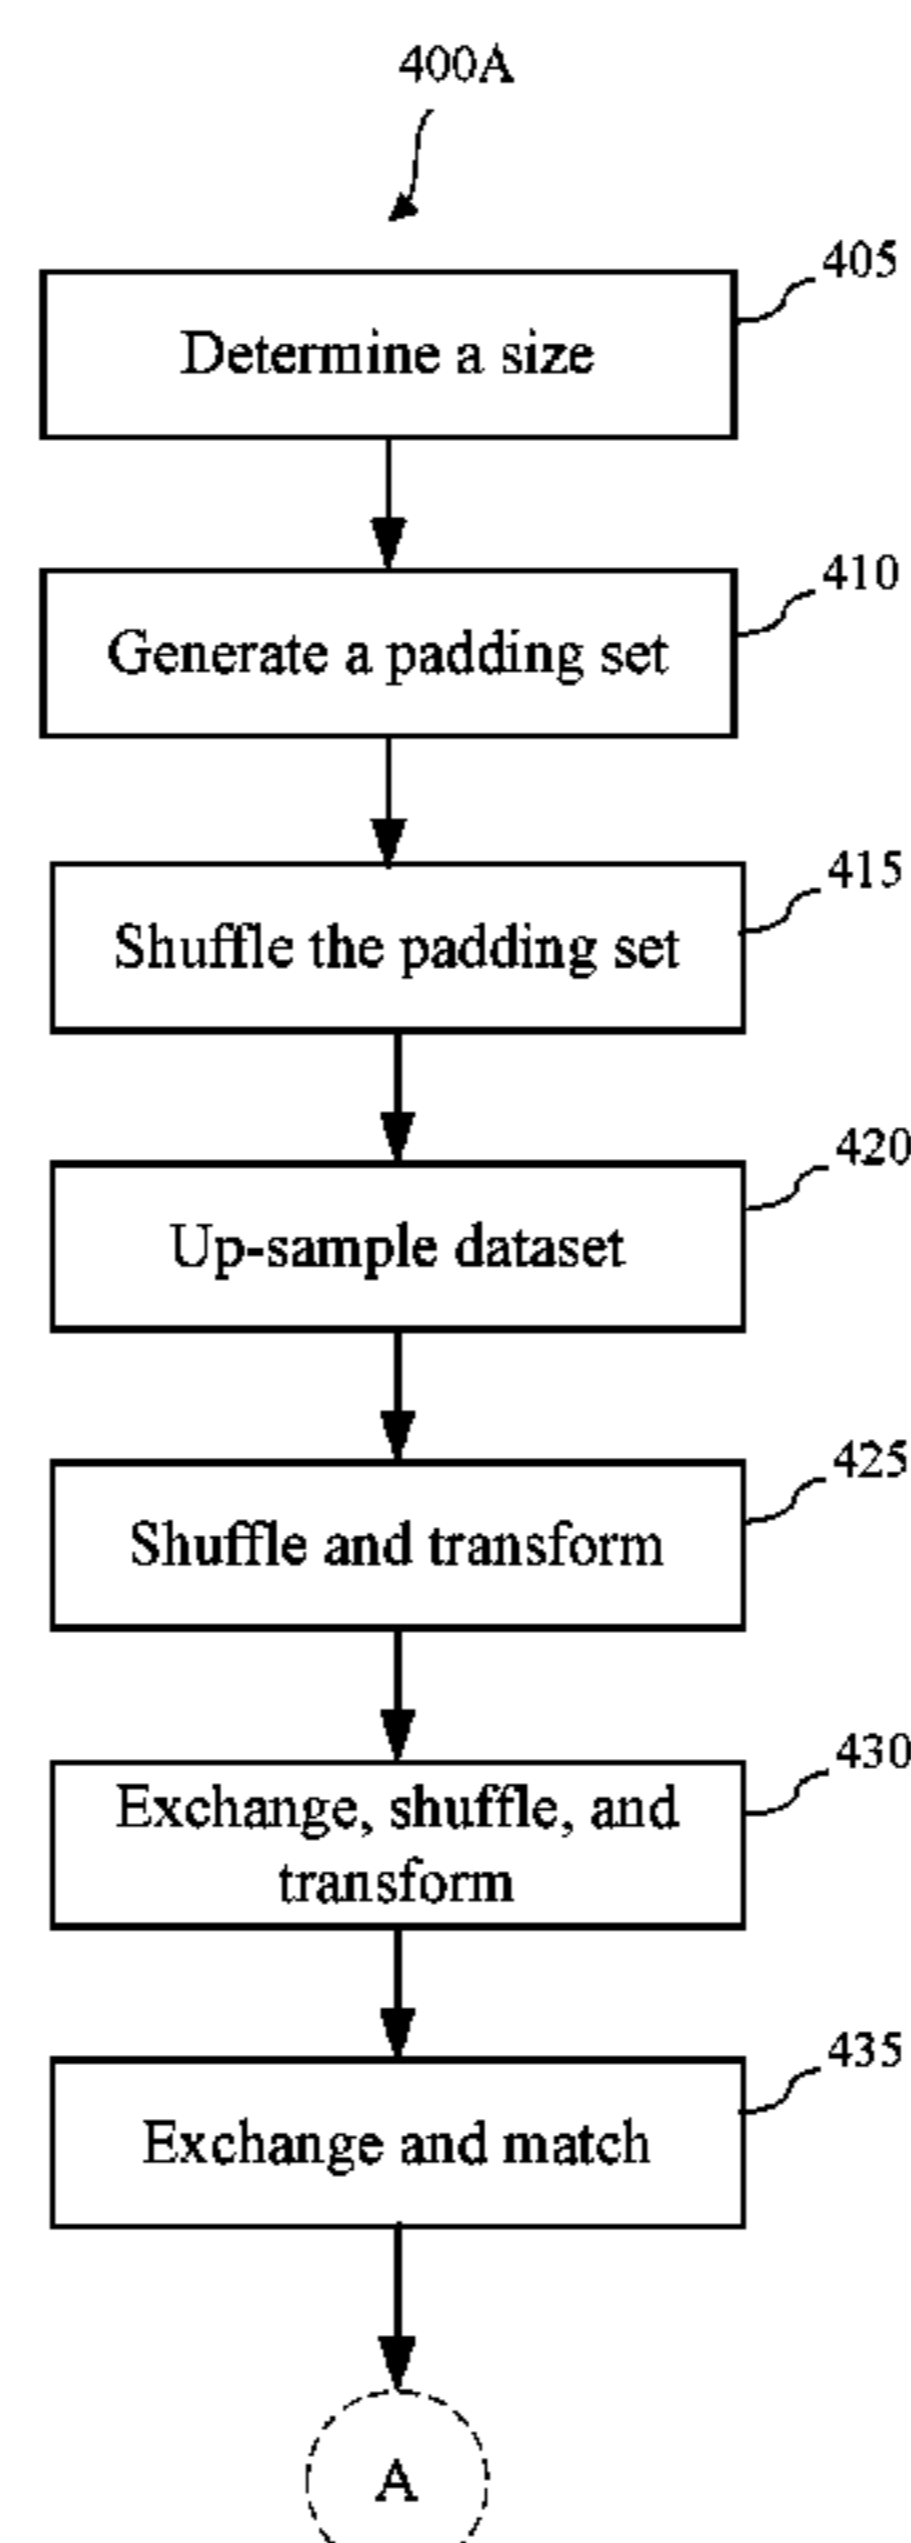 400A
405
Determine a size
410
Generate a padding set
415
Shuffle the padding set
420
Up-sample dataset
425
Shuffle and transform
430
Exchange, shuffle, and
transform
435
Exchange and match
A